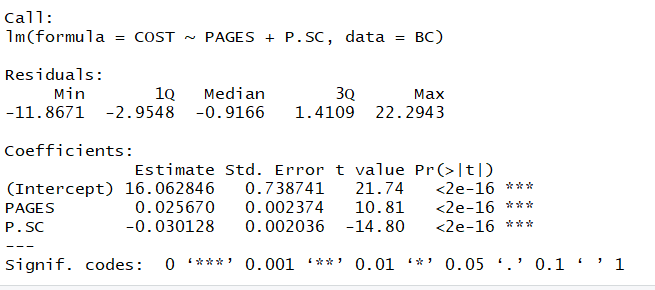 Call:
lm(formula = COST ~ PAGES + P.SC, data = BC)
Residuals:
Min 1Q Median 3Q Max
-11.8671 -2.9548 -0.9166 1.4109 22.2943
Coefficients:
Estimate Std. Error t value Pr(>|t|)
(Intercept) 16.062846 0.738741 21.74 <2e-16 ***
PAGES 0.025670 0.002374 10.81 <2e-16 ***
P.SC -0.030128 0.002036 -14.80 <2e-16 ***
---
Signif. codes: 0 ‘***’ 0.001 ‘**’ 0.01 ‘*’ 0.05 ‘.’ 0.1 ‘ ’ 1